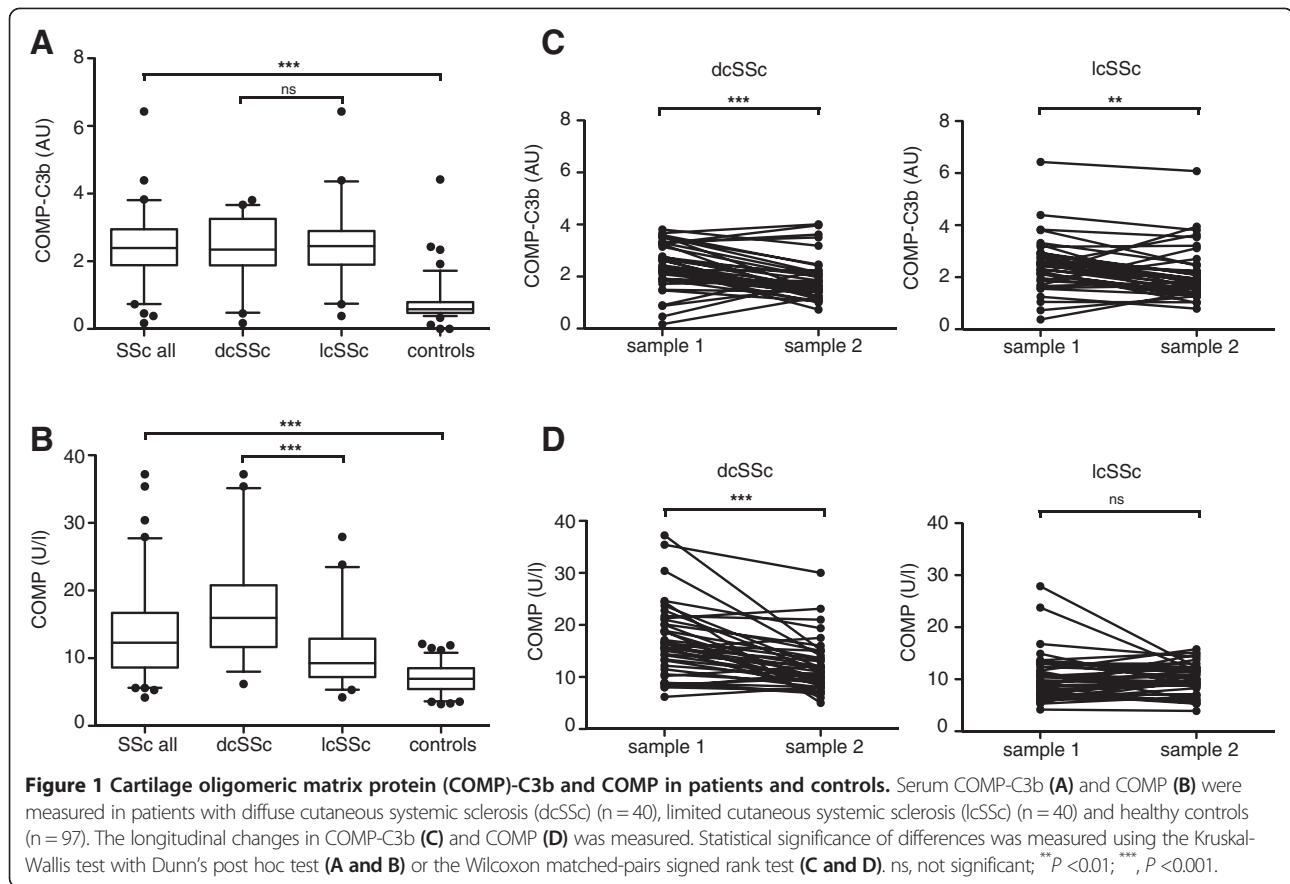 A
8
6
4
2
0
COMP-C3b (AU)
***
ns
SSc all dcSSc lcSSc controls
C
dcSSc
***
8
6
4
2
0
COMP-C3b (AU)
sample 1 sample 2
lcSSc
**
8
6
4
2
0
COMP-C3b (AU)
sample 1 sample 2
B
40
30
20
10
0
COMP (U/l)
***
***
SSc all dcSSc lcSSc controls
D
dcSSc
***
40
30
20
10
0
COMP (U/l)
sample 1 sample 2
lcSSc
ns
40
30
20
10
0
COMP (U/l)
sample 1 sample 2
Figure 1 Cartilage oligomeric matrix protein (COMP)-C3b and COMP in patients and controls. Serum COMP-C3b (A) and COMP (B) were
measured in patients with diffuse cutaneous systemic sclerosis (dcSSc) (n = 40), limited cutaneous systemic sclerosis (lcSSc) (n = 40) and healthy controls
(n = 97). The longitudinal changes in COMP-C3b (C) and COMP (D) was measured. Statistical significance of differences was measured using the Kruskal-
Wallis test with Dunn's post hoc test (A and B) or the Wilcoxon matched-pairs signed rank test (C and D). ns, not significant; **P <0.01; ***, P <0.001.